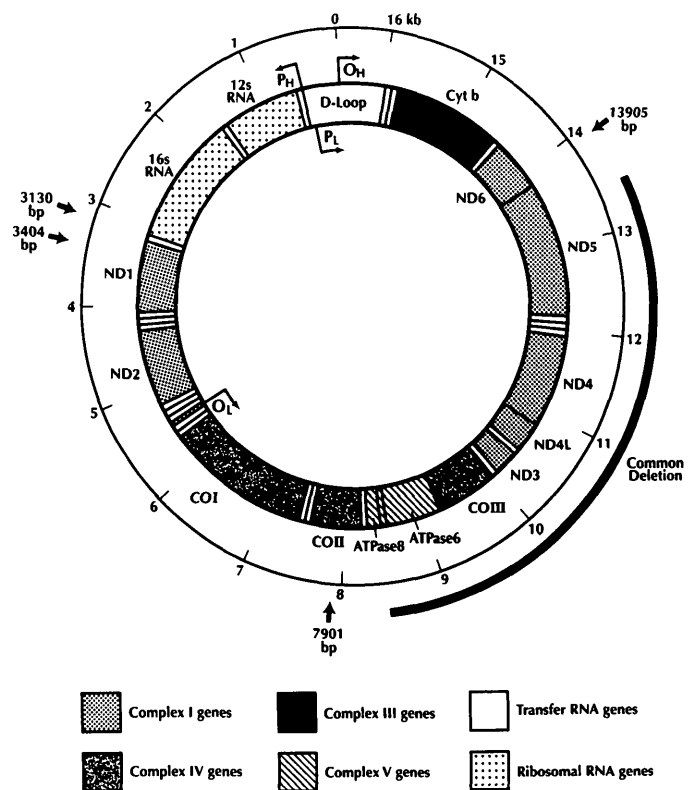 0
16 kb
1
15
12s
RNA
P_H
O_H
D-Loop
Cyt b
2
P_L
14
13905
bp
16s
RNA
ND6
3130
bp
3
3404
bp
13
ND5
ND1
4
12
ND2
ND4
O_L
5
11
ND4L
Common
Deletion
ND3
6
COI
COIII
10
COII
ATPase8
ATPase6
7
9
8
7901
bp
Complex I genes
Complex III genes
Transfer RNA genes
Complex IV genes
Complex V genes
Ribosomal RNA genes